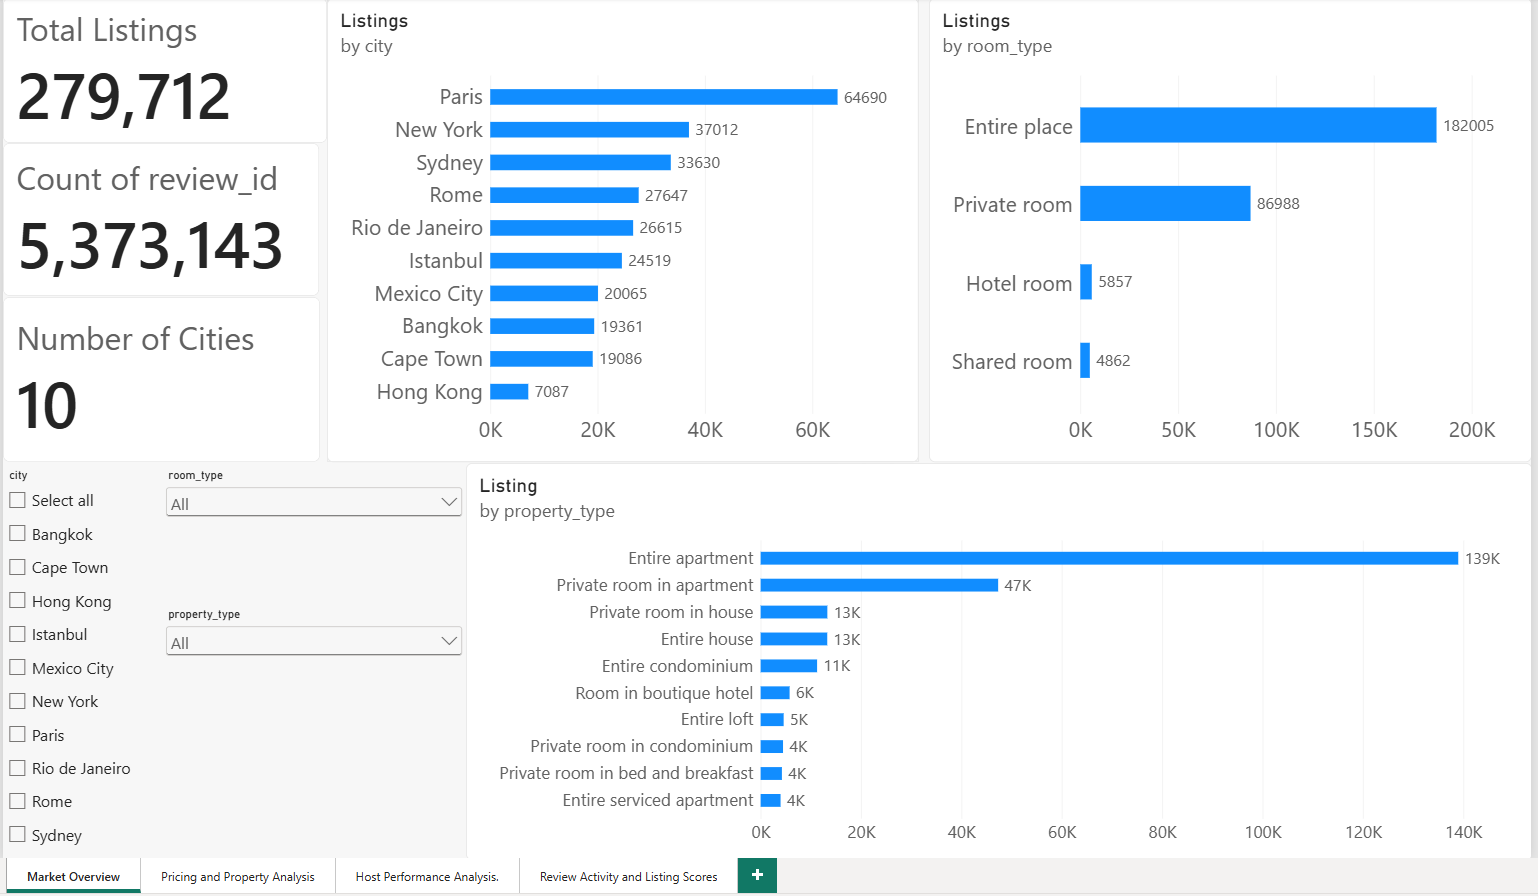 Total Listings
279,712
Count of review_id
5,373,143
Number of Cities
10
Listings
by city
Paris 64690
New York 37012
Sydney 33630
Rome 27647
Rio de Janeiro 26615
Istanbul 24519
Mexico City 20065
Bangkok 19361
Cape Town 19086
Hong Kong 7087
0K 20K 40K 60K
Listings
by room_type
Entire place 182005
Private room 86988
Hotel room 5857
Shared room 4862
0K 50K 100K 150K 200K
city
Select all
Bangkok
Cape Town
Hong Kong
Istanbul
Mexico City
New York
Paris
Rio de Janeiro
Rome
Sydney
room_type
All
property_type
All
Listing
by property_type
Entire apartment 139K
Private room in apartment 47K
Private room in house 13K
Entire house 13K
Entire condominium 11K
Room in boutique hotel 6K
Entire loft 5K
Private room in condominium 4K
Private room in bed and breakfast 4K
Entire serviced apartment 4K
0K 20K 40K 60K 80K 100K 120K 140K
Market Overview Pricing and Property Analysis Host Performance Analysis. Review Activity and Listing Scores +